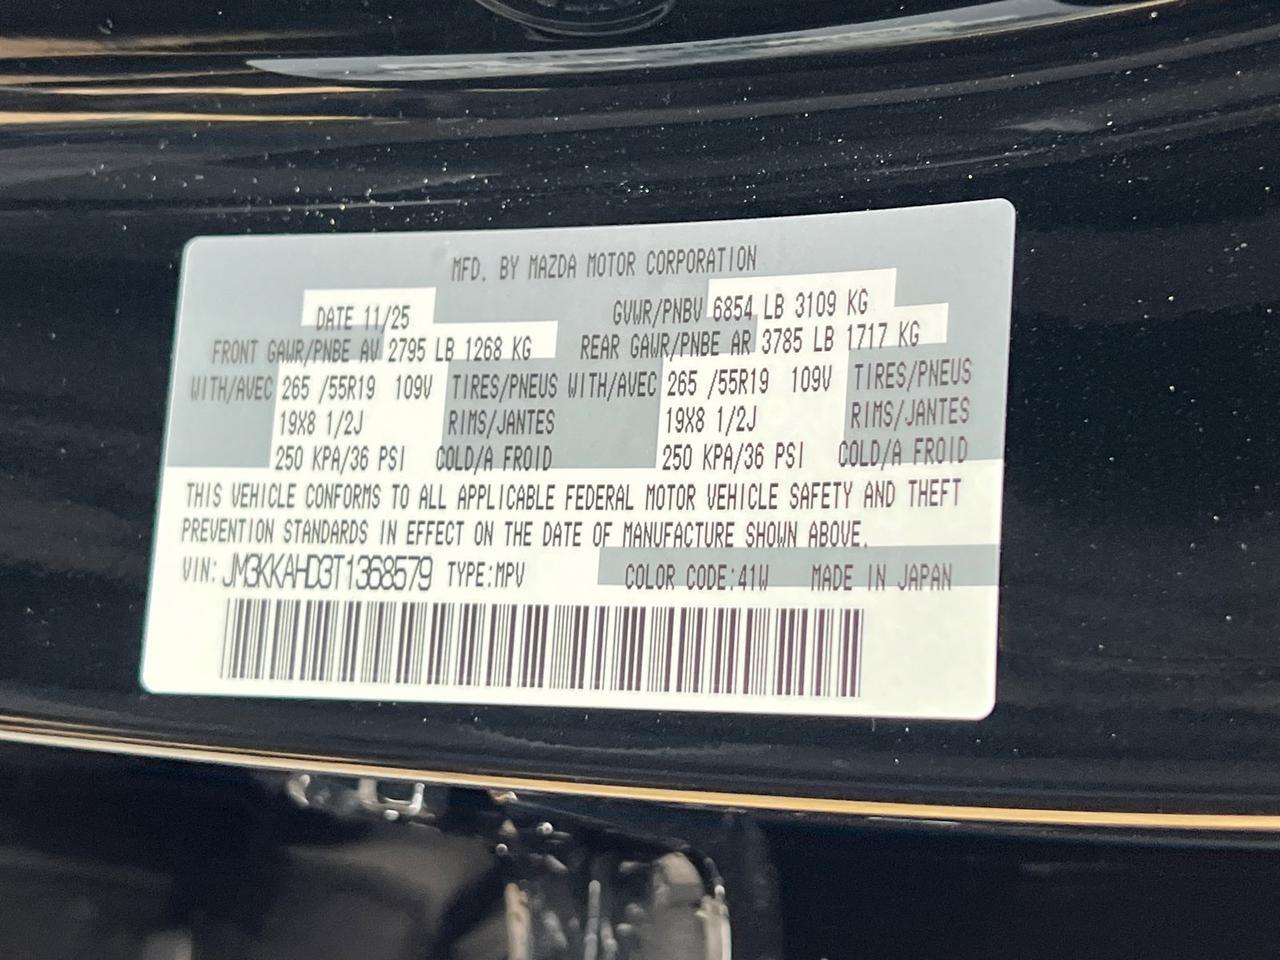 MFD. BY MAZDA MOTOR CORPORATION
DATE 11/25 GVWR/PNBV 6854 LB 3109 KG
FRONT GAWR/PNBE AV 2795 LB 1268 KG REAR GAWR/PNBE AR 3785 LB 1717 KG
WITH/AVEC 265 /55R19 109V TIRES/PNEUS WITH/AVEC 265 /55R19 109V TIRES/PNEUS
19X8 1/2J RIMS/JANTES 19X8 1/2J RIMS/JANTES
250 KPA/36 PSI COLD/A FROID 250 KPA/36 PSI COLD/A FROID
THIS VEHICLE CONFORMS TO ALL APPLICABLE FEDERAL MOTOR VEHICLE SAFETY AND THEFT
PREVENTION STANDARDS IN EFFECT ON THE DATE OF MANUFACTURE SHOWN ABOVE.
VIN: JM3KKAHD3T1368579 TYPE:MPV COLOR CODE:41W MADE IN JAPAN